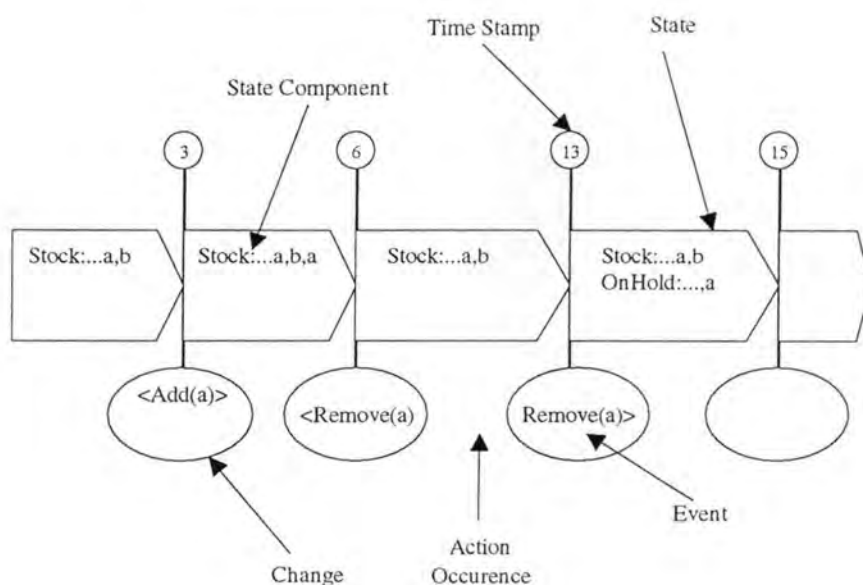 Time Stamp
State
State Component
3
6
13
15
Stock:...a,b
Stock:...a,b,a
Stock:...a,b
Stock:...a,b
OnHold:...,a
<Add(a)>
<Remove(a)
Remove(a)>
Event
Change
Action
Occurence